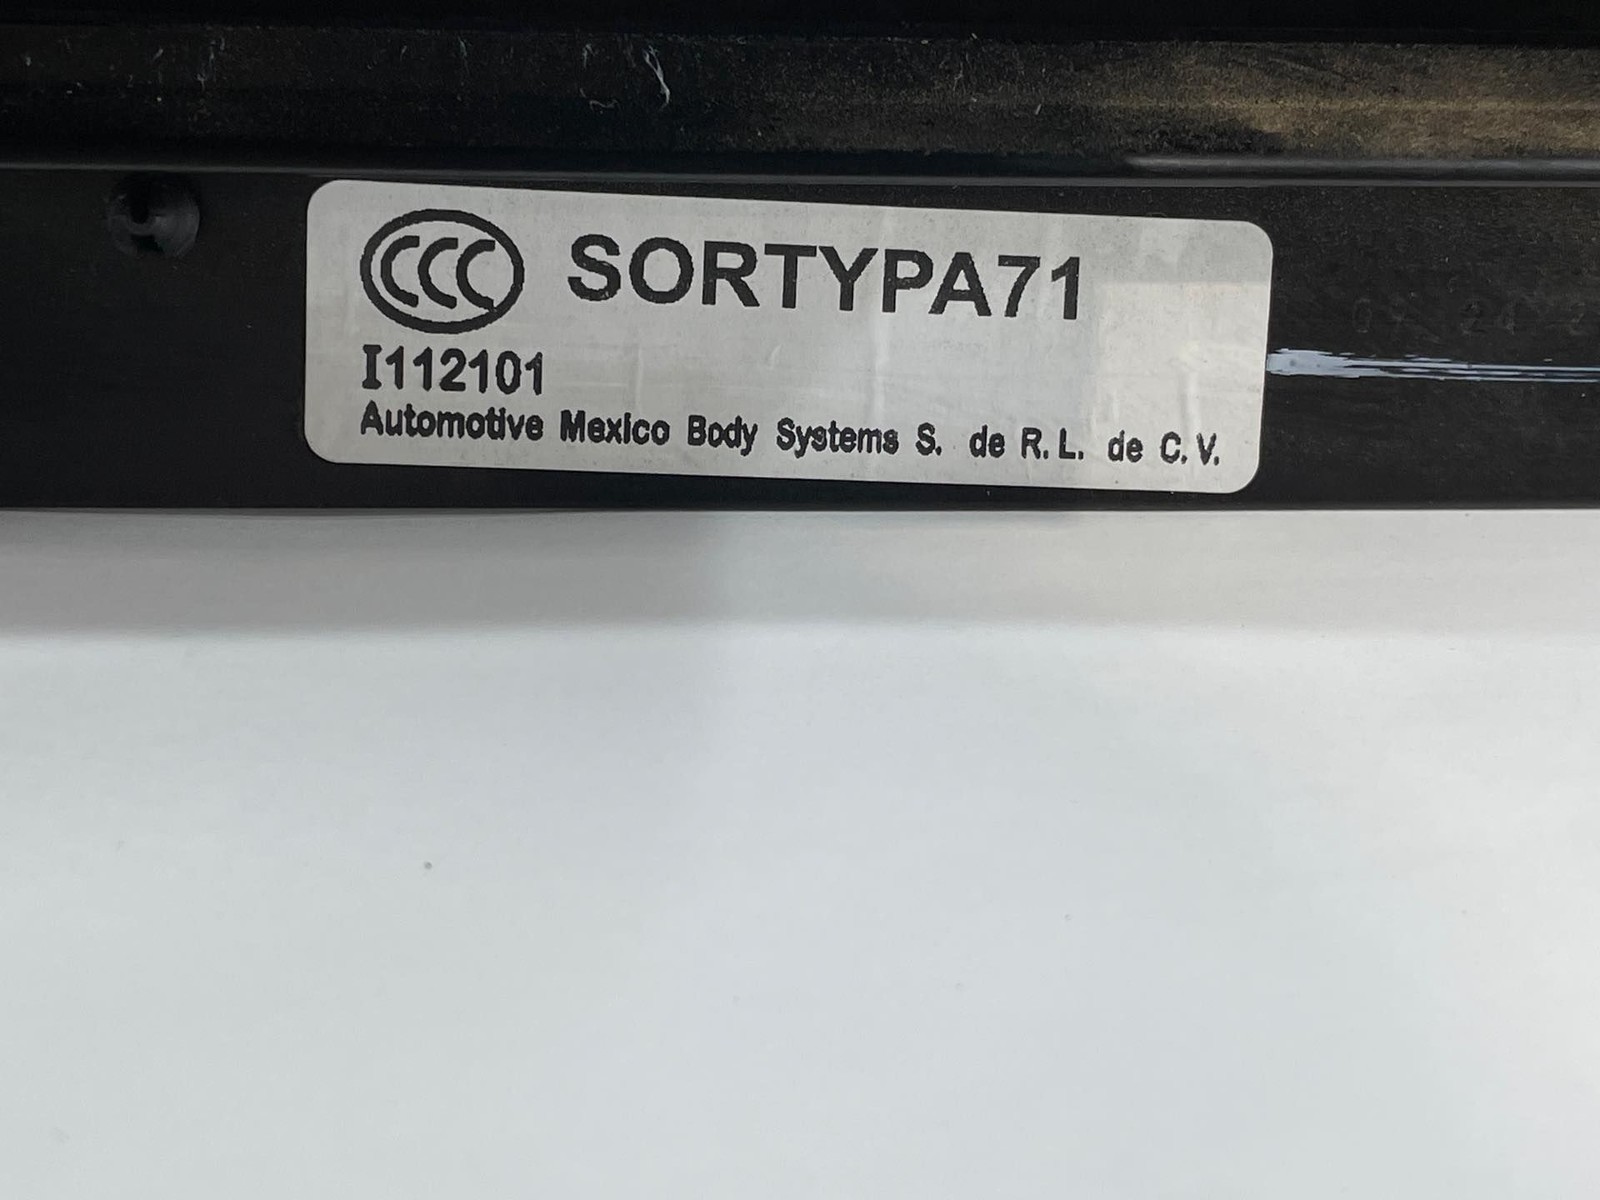 CCC SORTYPA71
I112101
Automotive Mexico Body Systems S. de R.L. de C.V.